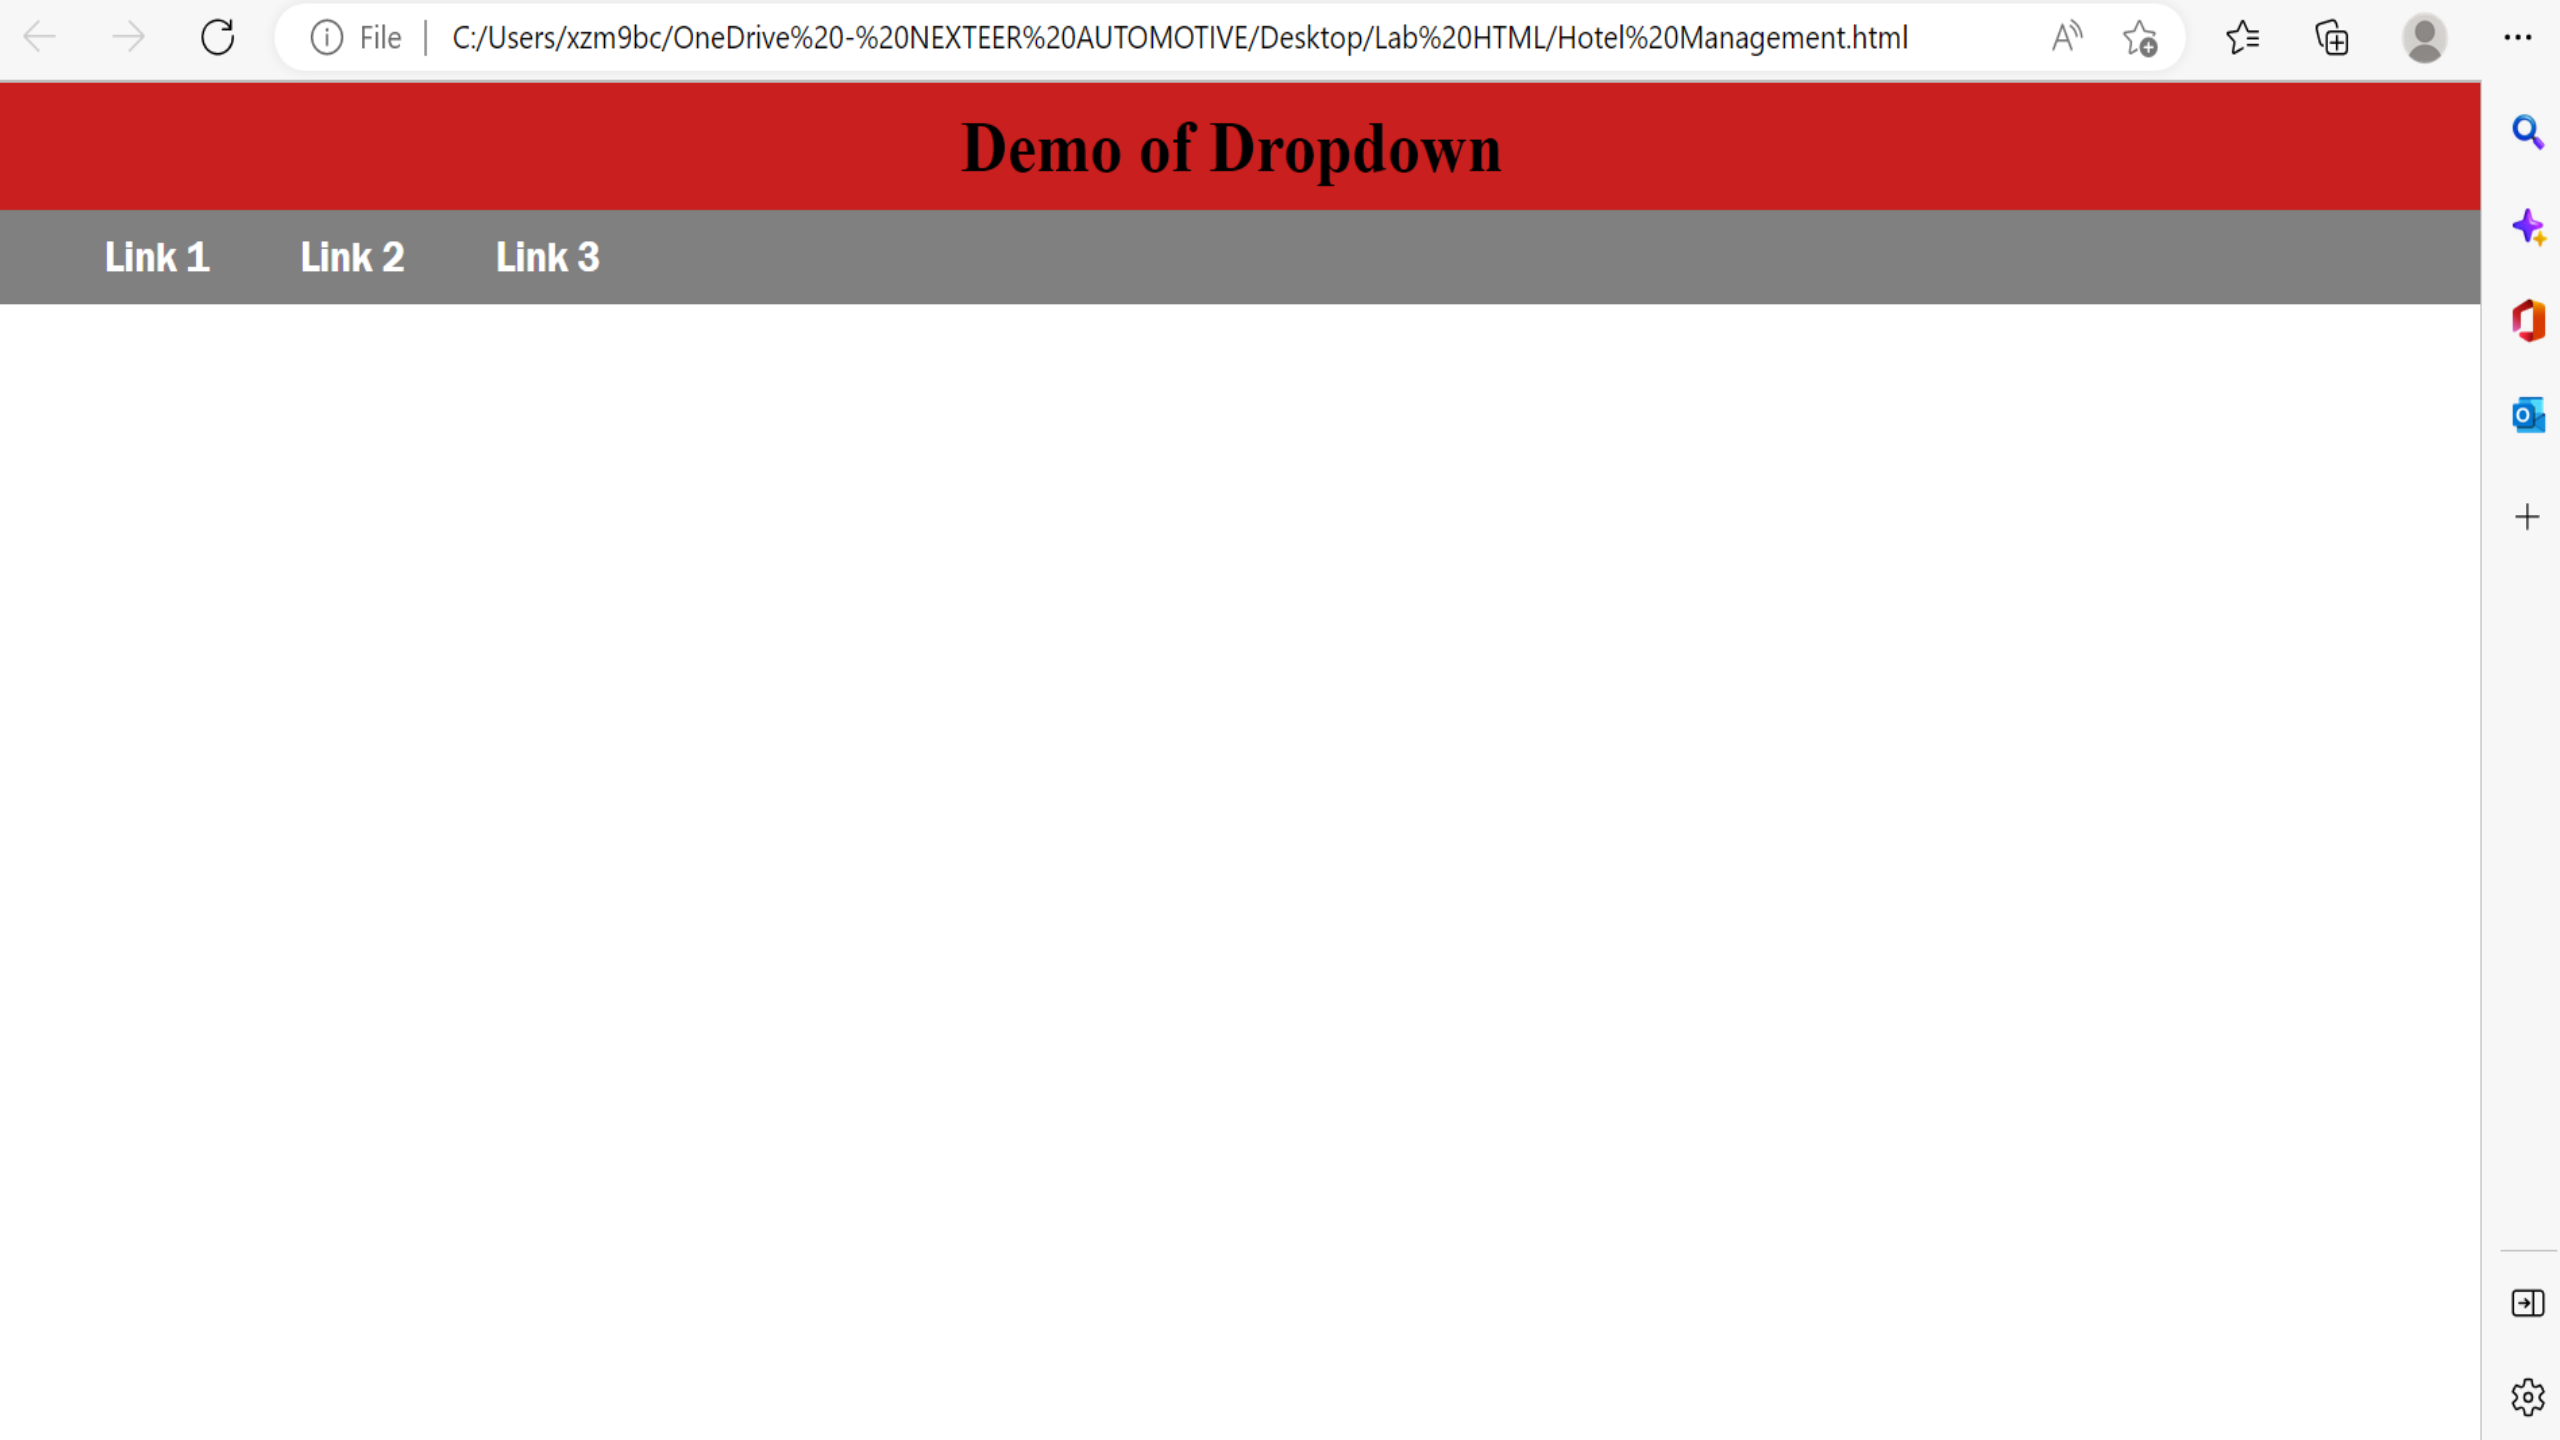 File C:/Users/xzm9bc/OneDrive%20-%20NEXTEER%20AUTOMOTIVE/Desktop/Lab%20HTML/Hotel%20Management.html
Demo of Dropdown
Link 1 Link 2 Link 3